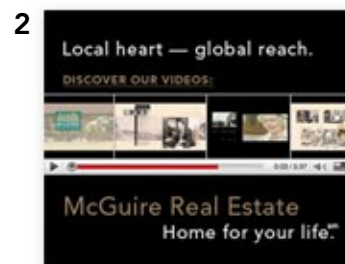 2
Local heart — global reach.
DISCOVER OUR VIDEOS:
McGuire Real Estate
Home for your life.